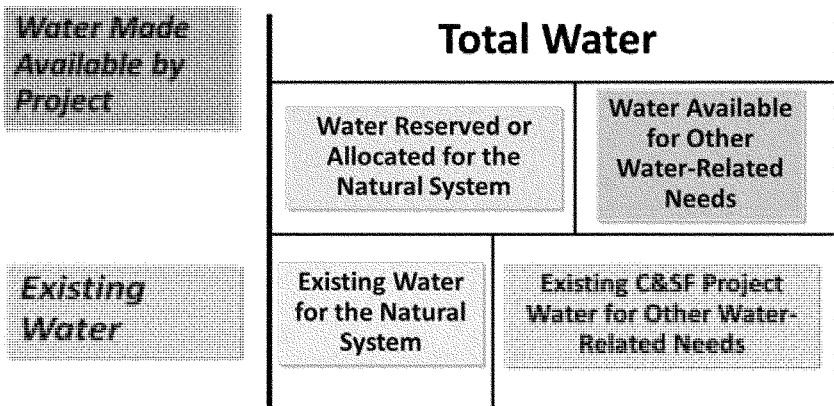 Water Made
Available by
Project
Total Water
Water Reserved or
Allocated for the
Natural System
Water Available
for Other
Water-Related
Needs
Existing
Water
Existing Water
for the Natural
System
Existing C&SF Project
Water for Other Water-
Related Needs